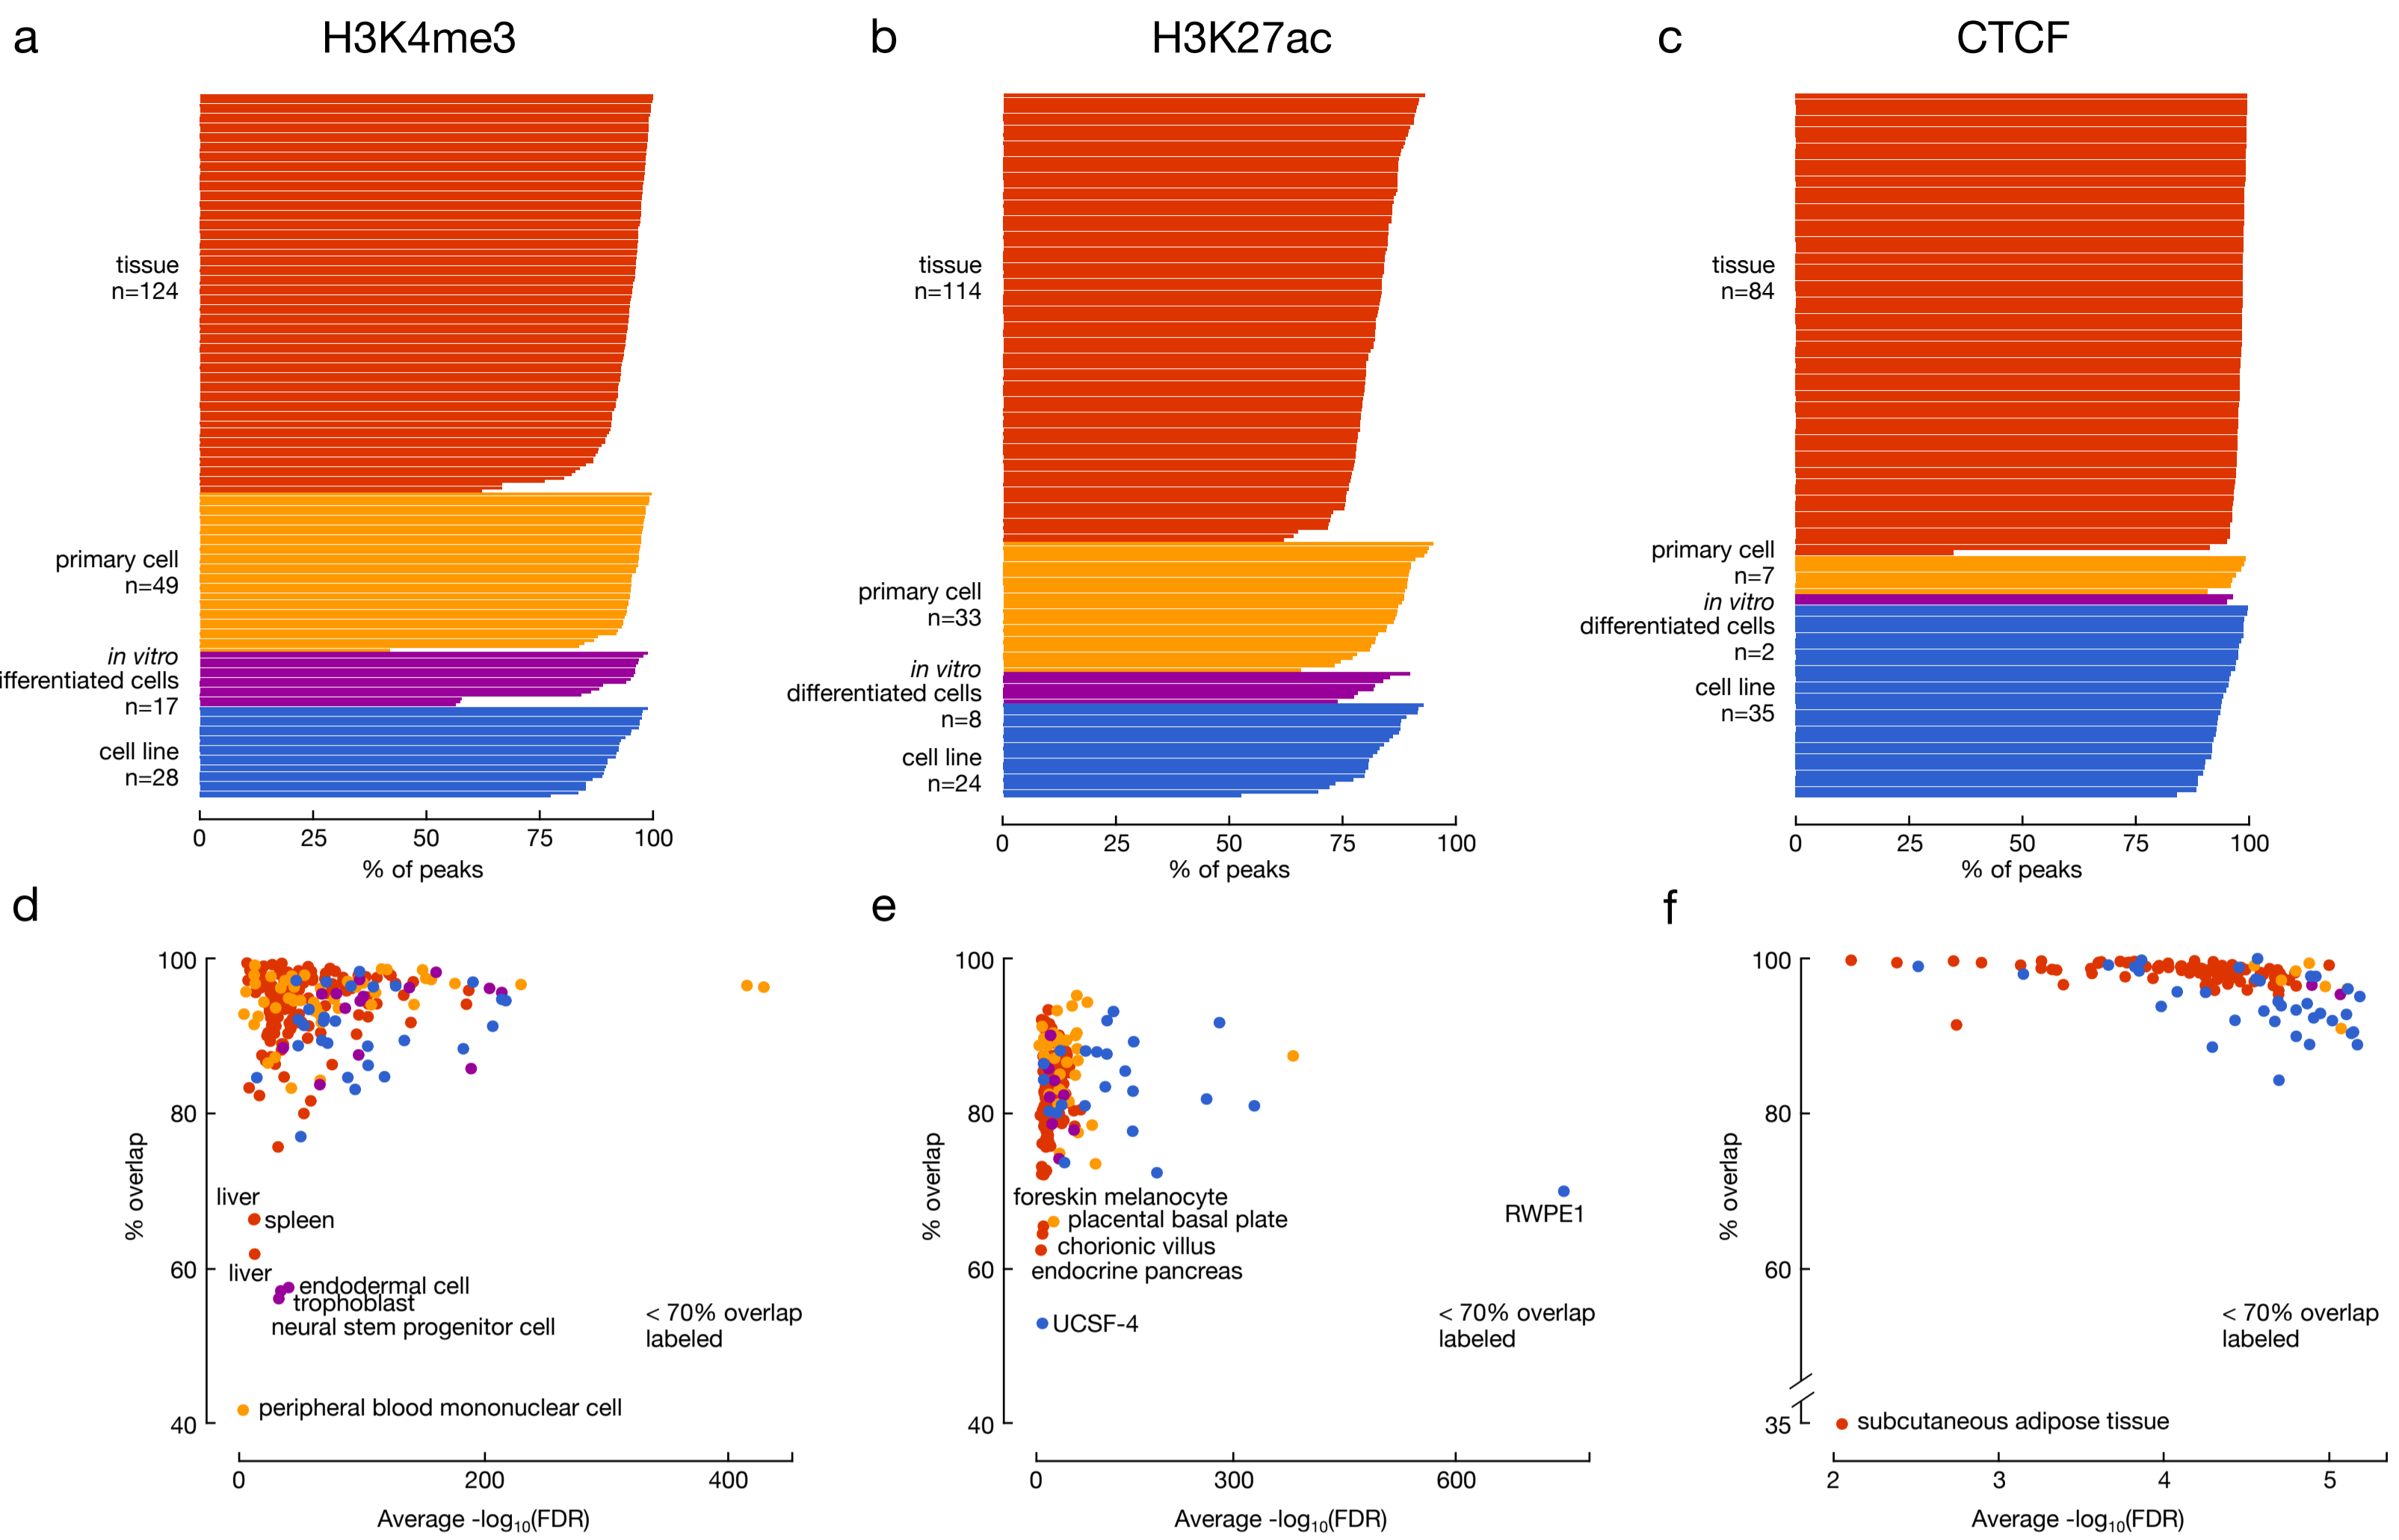 a
H3K4me3
tissue
n=124
primary cell
n=49
in vitro
ifferentiated cells
n=17
cell line
n=28
0 25 50 75 100
% of peaks
b
H3K27ac
tissue
n=114
primary cell
n=33
in vitro
differentiated cells
n=8
cell line
n=24
0 25 50 75 100
% of peaks
c
CTCF
tissue
n=84
primary cell
n=7
in vitro
differentiated cells
n=2
cell line
n=35
0 25 50 75 100
% of peaks
d
% overlap
100
80
60
40
liver
spleen
liver
endodermal cell
trophoblast
neural stem progenitor cell
< 70% overlap
labeled
peripheral blood mononuclear cell
0 200 400
Average -log10(FDR)
e
% overlap
100
80
60
40
foreskin melanocyte
placental basal plate
RWPE1
chorionic villus
endocrine pancreas
UCSF-4
< 70% overlap
labeled
0 300 600
Average -log10(FDR)
f
% overlap
100
80
60
35
< 70% overlap
labeled
subcutaneous adipose tissue
2 3 4 5
Average -log10(FDR)